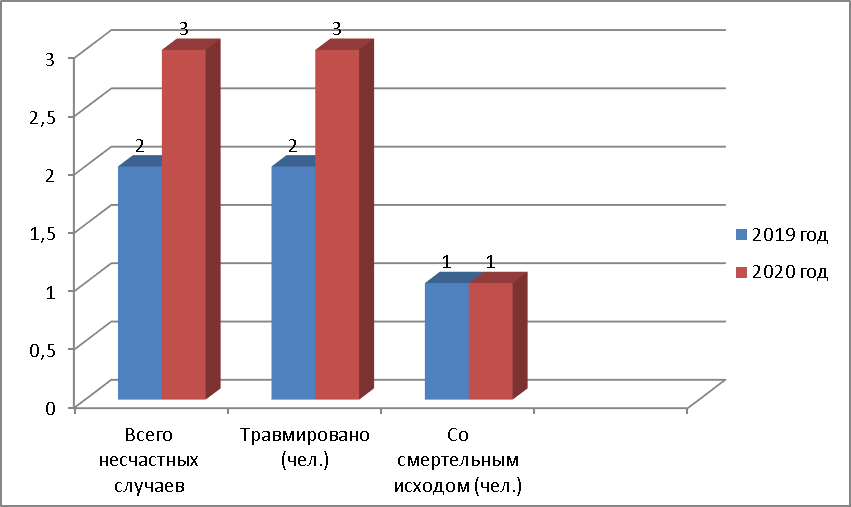 3
2,5
2
1,5
1
0,5
0
2
3
2
3
1
1
Всего
несчастных
случаев
Травмировано
(чел.)
Со
смертельным
исходом (чел.)
2019 год
2020 год